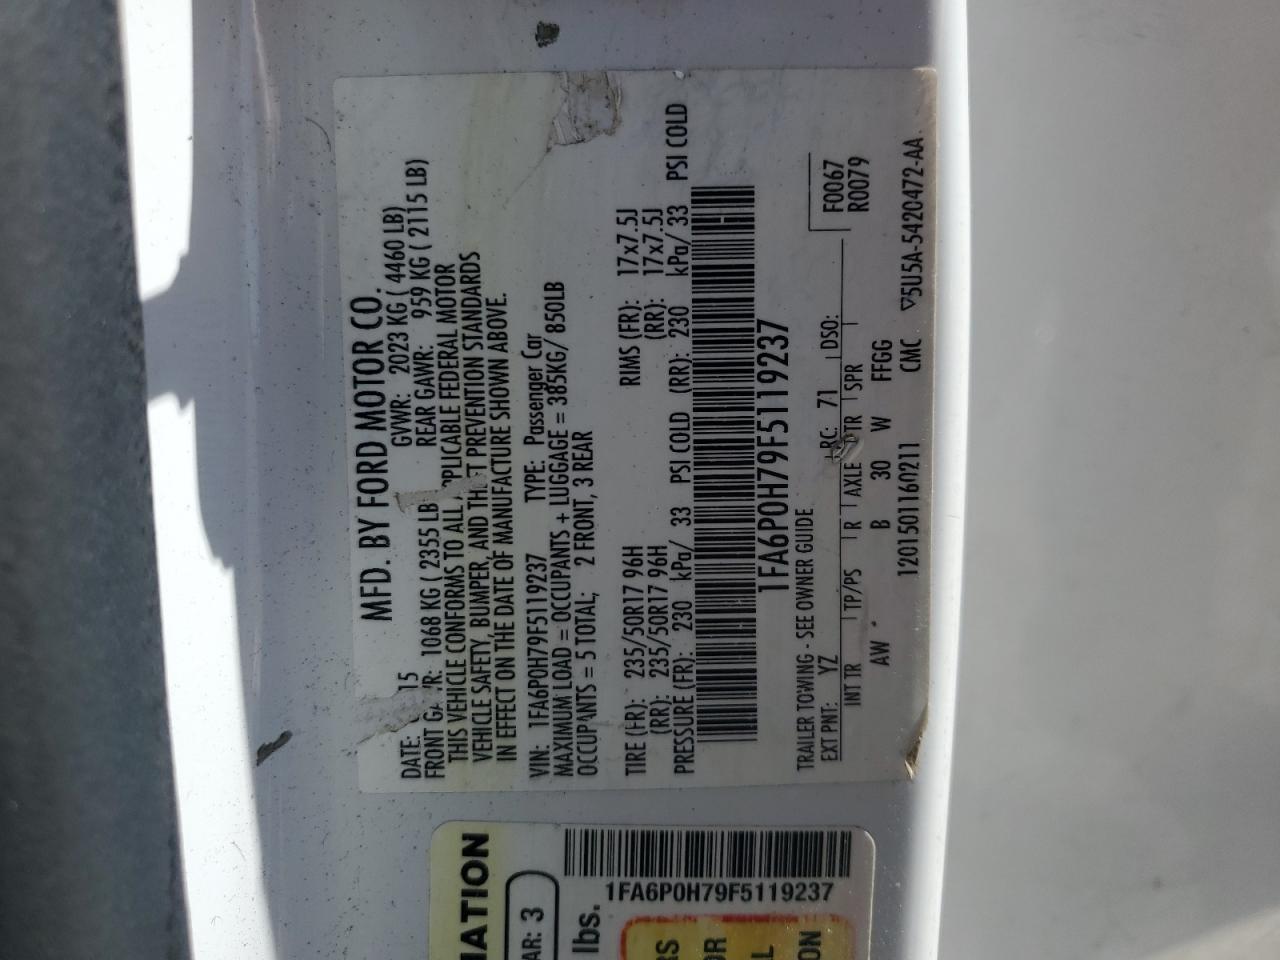 MFD. BY FORD MOTOR CO.
DATE: 15 GVWR: 2023 KG ( 4460 LB)
FRONT GA R: 1068 KG ( 2355 LB REAR GAWR: 959 KG ( 2115 LB)
THIS VEHICLE CONFORMS TO ALL PPLICABLE FEDERAL MOTOR
VEHICLE SAFETY, BUMPER, AND THE T PREVENTION STANDARDS
IN EFFECT ON THE DATE OF MANUFACTURE SHOWN ABOVE.
VIN: 1FA6P0H79F5119237 TYPE: Passenger Car
MAXIMUM LOAD = OCCUPANTS + LUGGAGE = 385KG/ 850LB
OCCUPANTS = 5 TOTAL; 2 FRONT, 3 REAR
TIRE (FR): 235/50R17 96H RIMS (FR): 17x7.5J
(RR): 235/50R17 96H (RR): 17x7.5J
PRESSURE (FR): 230 kPa/ 33 PSI COLD (RR): 230 kPa/ 33 PSI COLD
1FA6P0H79F5119237
TRAILER TOWING - SEE OWNER GUIDE
F0067
EXT PNT: YZ RC: 71 DSO: R0079
INT TR TP/PS R AXLE TR SPR
AW * B 30 W FFGG
12015011160211 CMC ▽5U5A-5420472-AA
MATION
AR: 3
lbs.
1FA6P0H79F5119237
RS
OR
L
ON